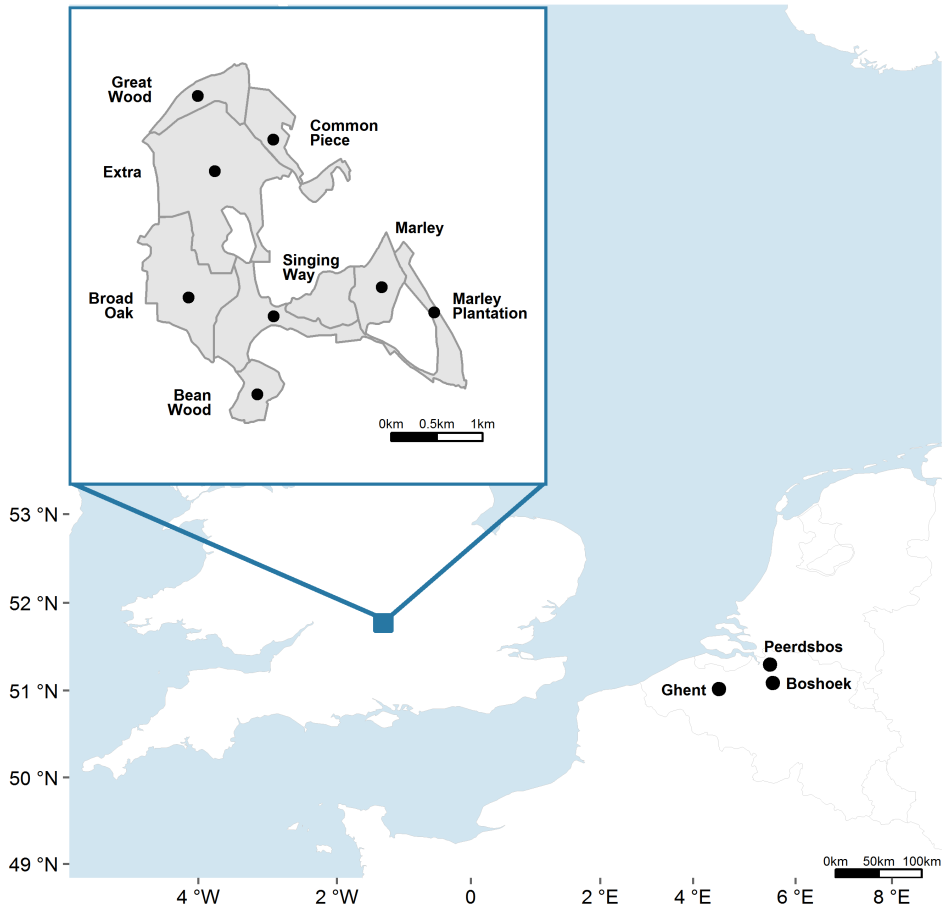 Great
Wood
Common
Piece
Extra
Marley
Singing
Way
Broad
Oak
Marley
Plantation
Bean
Wood
0km 0.5km 1km
53 °N
52 °N
Peerdsbos
51 °N
Ghent
Boshoek
50 °N
0km 50km 100km
49 °N
4 °W 2 °W 0 2 °E 4 °E 6 °E 8 °E